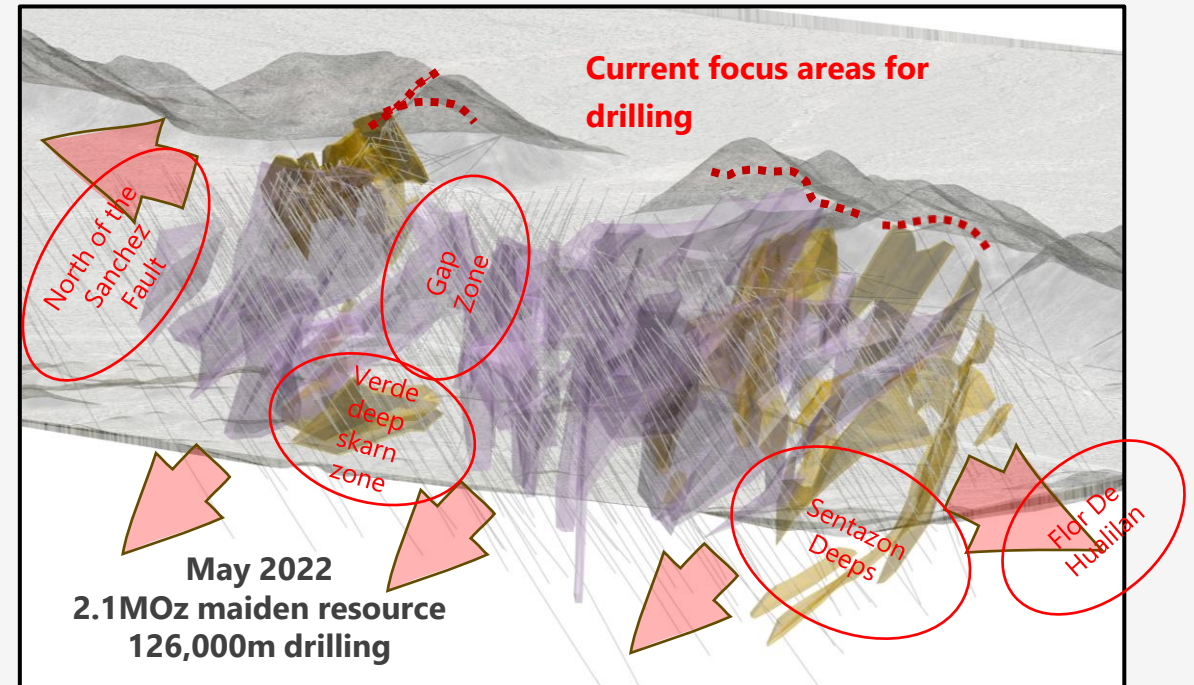 Current focus areas for
drilling
North of the
Sanchez
Fault
Gap
Zone
Verde
deep
skarn
zone
Sentazon
Deeps
Flor De
Hualilan
May 2022
2.1MOz maiden resource
126,000m drilling